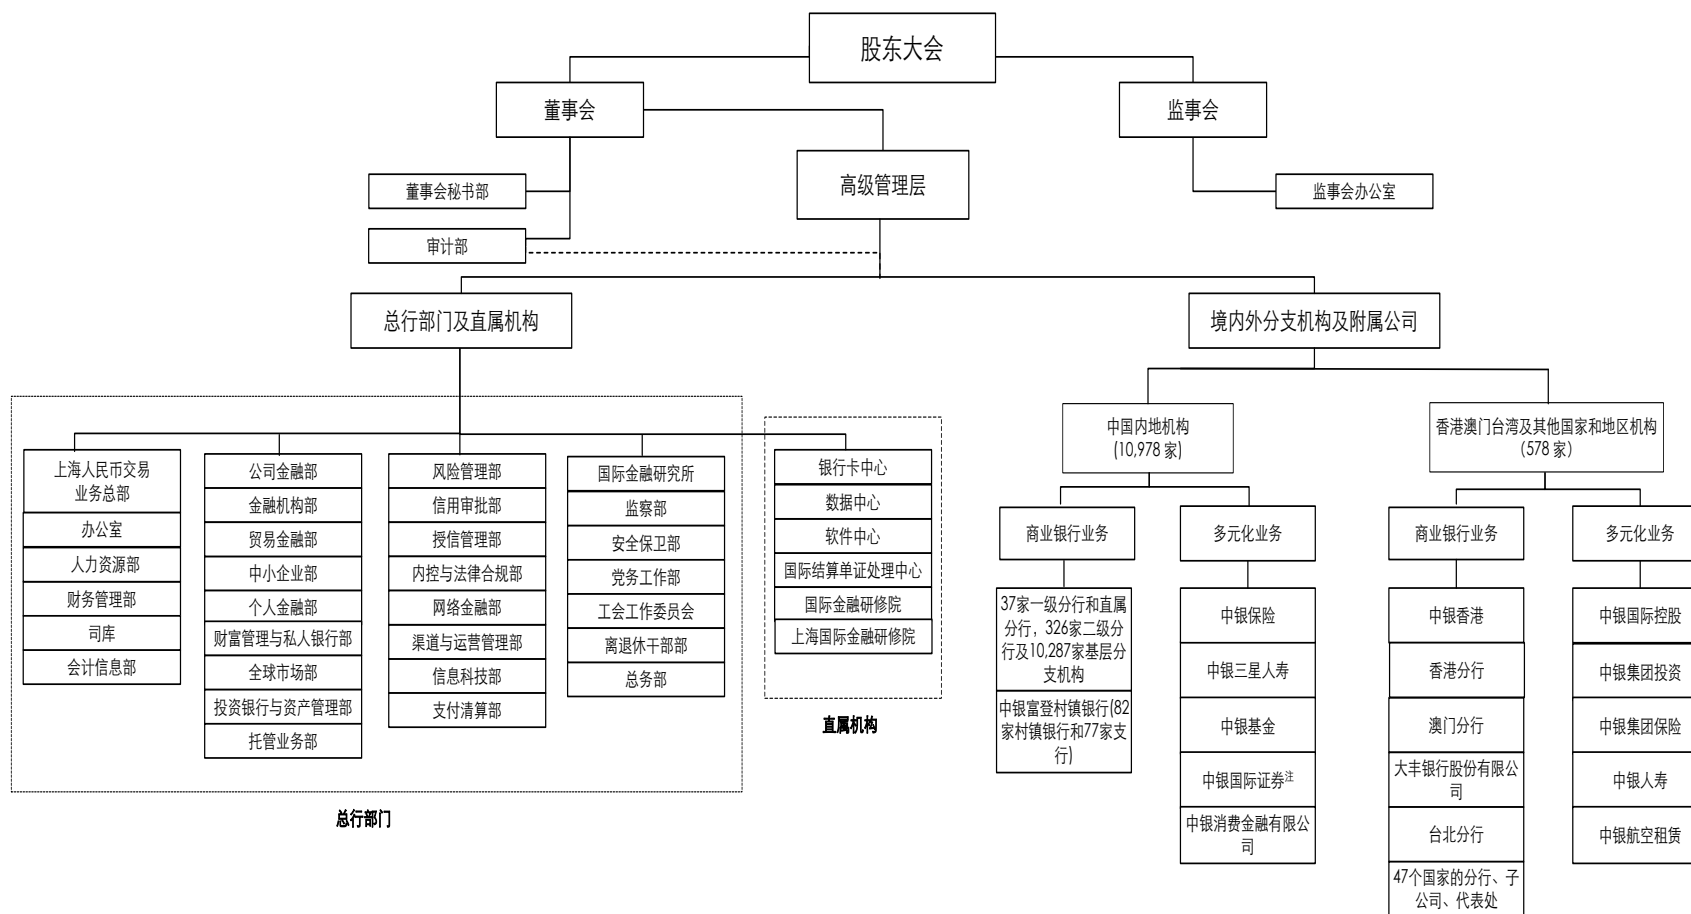 股东大会
董事会
监事会
高级管理层
董事会秘书部
监事会办公室
审计部
总行部门及直属机构
境内外分支机构及附属公司
上海人民币交易
业务总部
办公室
人力资源部
财务管理部
司库
会计信息部
公司金融部
金融机构部
贸易金融部
中小企业部
个人金融部
财富管理与私人银行部
全球市场部
投资银行与资产管理部
托管业务部
风险管理部
信用审批部
授信管理部
内控与法律合规部
网络金融部
渠道与运营管理部
信息科技部
支付清算部
国际金融研究所
监察部
安全保卫部
党务工作部
工会工作委员会
离退休干部部
总务部
总行部门
银行卡中心
数据中心
软件中心
国际结算单证处理中心
国际金融研修院
上海国际金融研修院
直属机构
中国内地机构
(10,978 家)
商业银行业务
37家一级分行和直属
分行，326家二级分
行及10,287家基层分
支机构
中银富登村镇银行(82
家村镇银行和77家支
行)
多元化业务
中银保险
中银三星人寿
中银基金
中银国际证券注
中银消费金融有限公
司
香港澳门台湾及其他国家和地区机构
（578 家）
商业银行业务
中银香港
香港分行
澳门分行
大丰银行股份有限公
司
台北分行
47个国家的分行、子
公司、代表处
多元化业务
中银国际控股
中银集团投资
中银集团保险
中银人寿
中银航空租赁